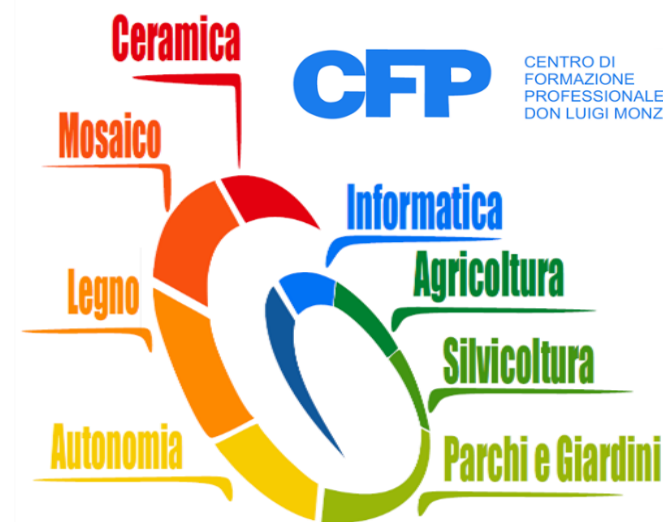 Ceramica
CFP
CENTRO DI
FORMAZIONE
PROFESSIONALE
DON LUIGI MONZ
Mosaico
Informatica
Legno
Agricoltura
Silvicoltura
Autonomia
Parchi e Giardini